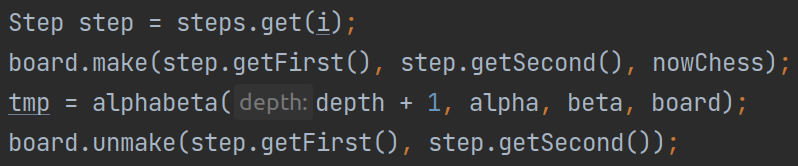 Step step = steps.get(i);
board.make(step.getFirst(), step.getSecond(), nowChess);
tmp = alphabeta( depth: depth + 1, alpha, beta, board);
board.unmake(step.getFirst(), step.getSecond());